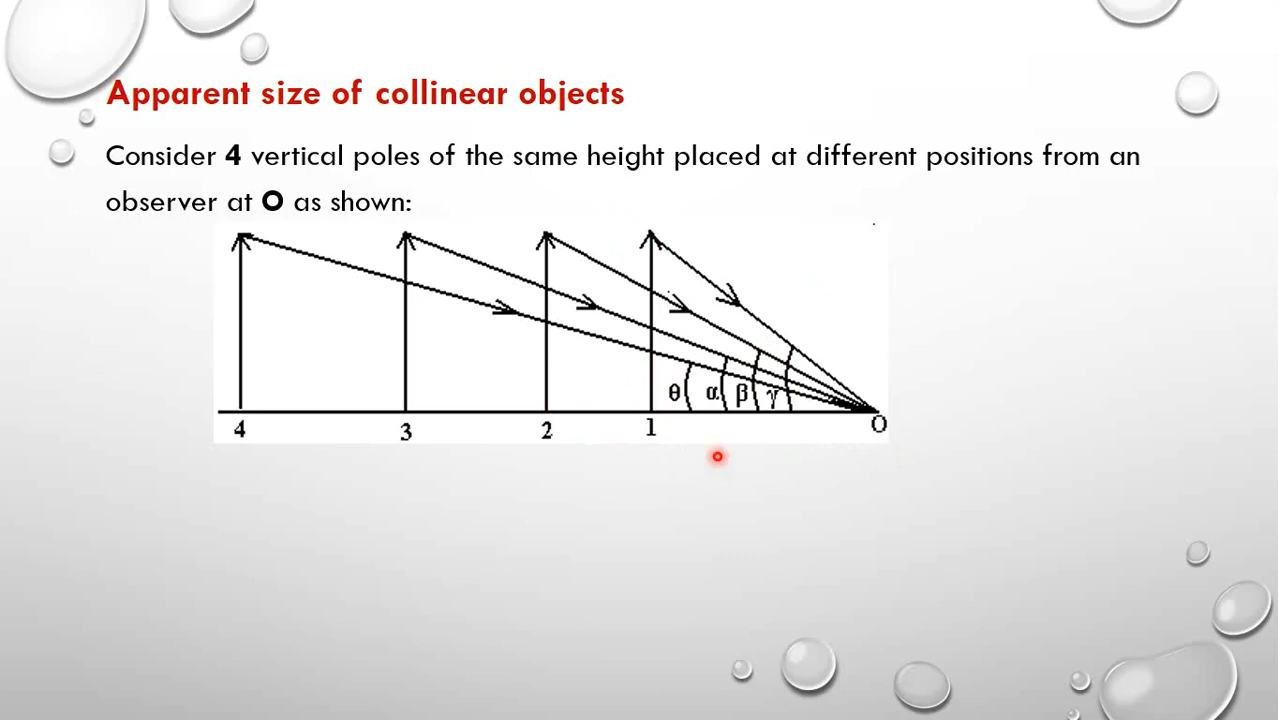 Apparent size of collinear objects
Consider 4 vertical poles of the same height placed at different positions from an
observer at O as shown:
θ α β γ
4 3 2 1 O